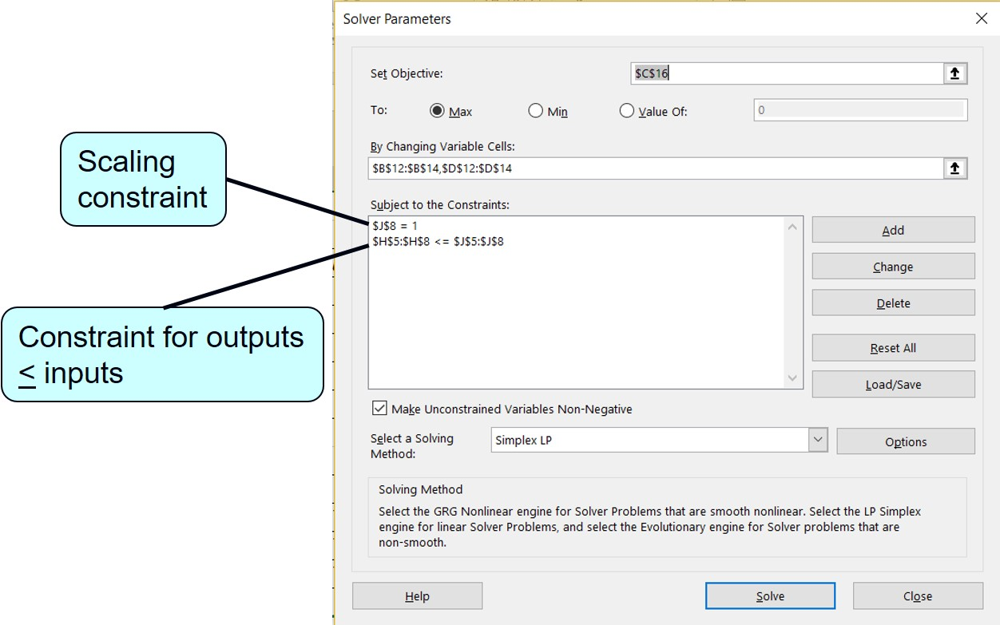 Solver Parameters
Set Objective:
$C$16
To:
Max
Min
Value Of:
0
By Changing Variable Cells:
$B$12:$B$14,$D$12:$D$14
Subject to the Constraints:
$J$8 = 1
$H$5:$H$8 <= $J$5:$J$8
Add
Change
Delete
Reset All
Load/Save
Make Unconstrained Variables Non-Negative
Select a Solving
Method:
Simplex LP
Options
Solving Method
Select the GRG Nonlinear engine for Solver Problems that are smooth nonlinear. Select the LP Simplex
engine for linear Solver Problems, and select the Evolutionary engine for Solver problems that are
non-smooth.
Help
Solve
Close
Scaling
constraint
Constraint for outputs
≤ inputs